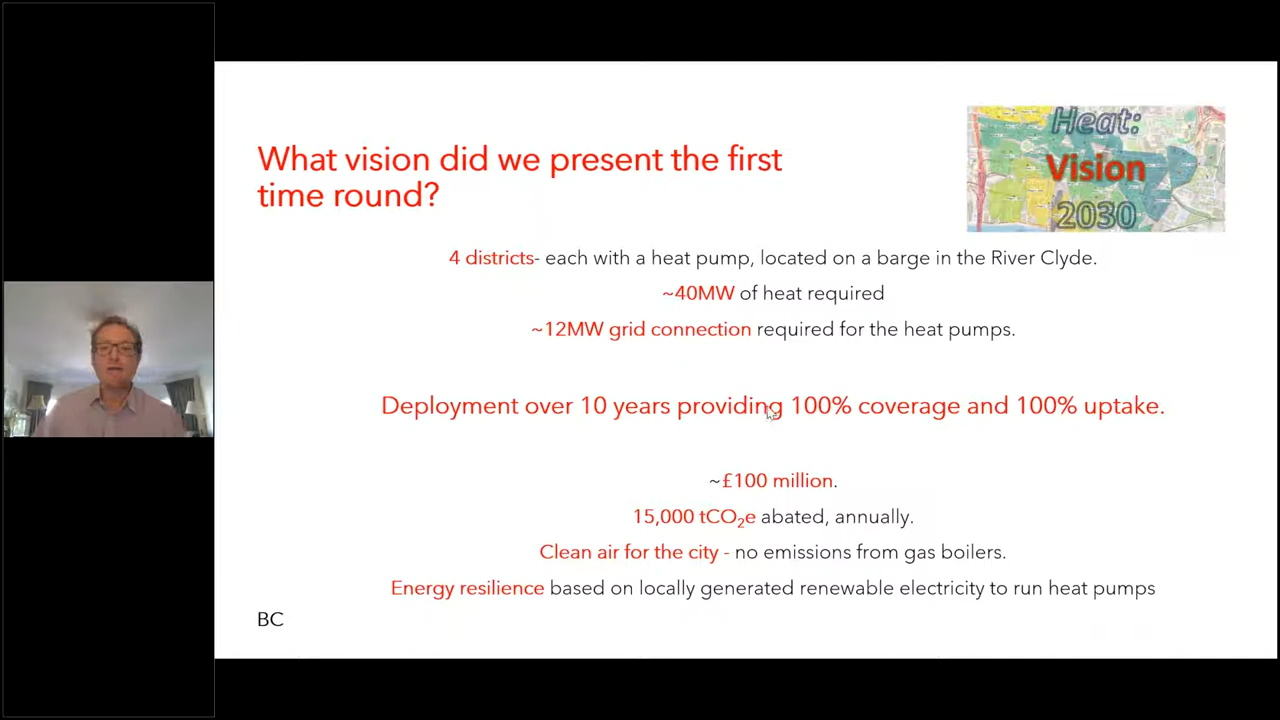 What vision did we present the first
time round?
Heat:
Vision
2030
4 districts- each with a heat pump, located on a barge in the River Clyde.
~40MW of heat required
~12MW grid connection required for the heat pumps.
Deployment over 10 years providing 100% coverage and 100% uptake.
~£100 million.
15,000 tCO₂e abated, annually.
Clean air for the city - no emissions from gas boilers.
Energy resilience based on locally generated renewable electricity to run heat pumps
BC